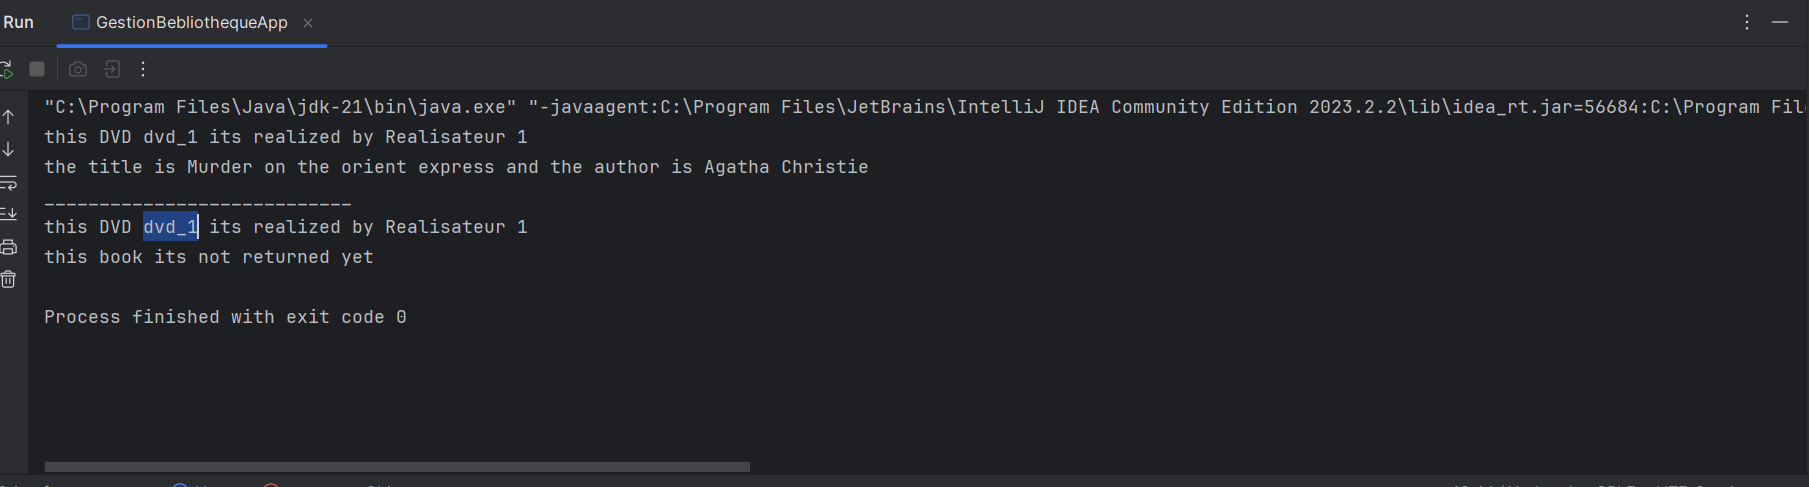 Run GestionBebliothequeApp
"C:\Program Files\Java\jdk-21\bin\java.exe" "-javaagent:C:\Program Files\JetBrains\IntelliJ IDEA Community Edition 2023.2.2\lib\idea_rt.jar=56684:C:\Program Fil
this DVD dvd_1 its realized by Realisateur 1
the title is Murder on the orient express and the author is Agatha Christie
____________________________
this DVD dvd_1 its realized by Realisateur 1
this book its not returned yet
Process finished with exit code 0